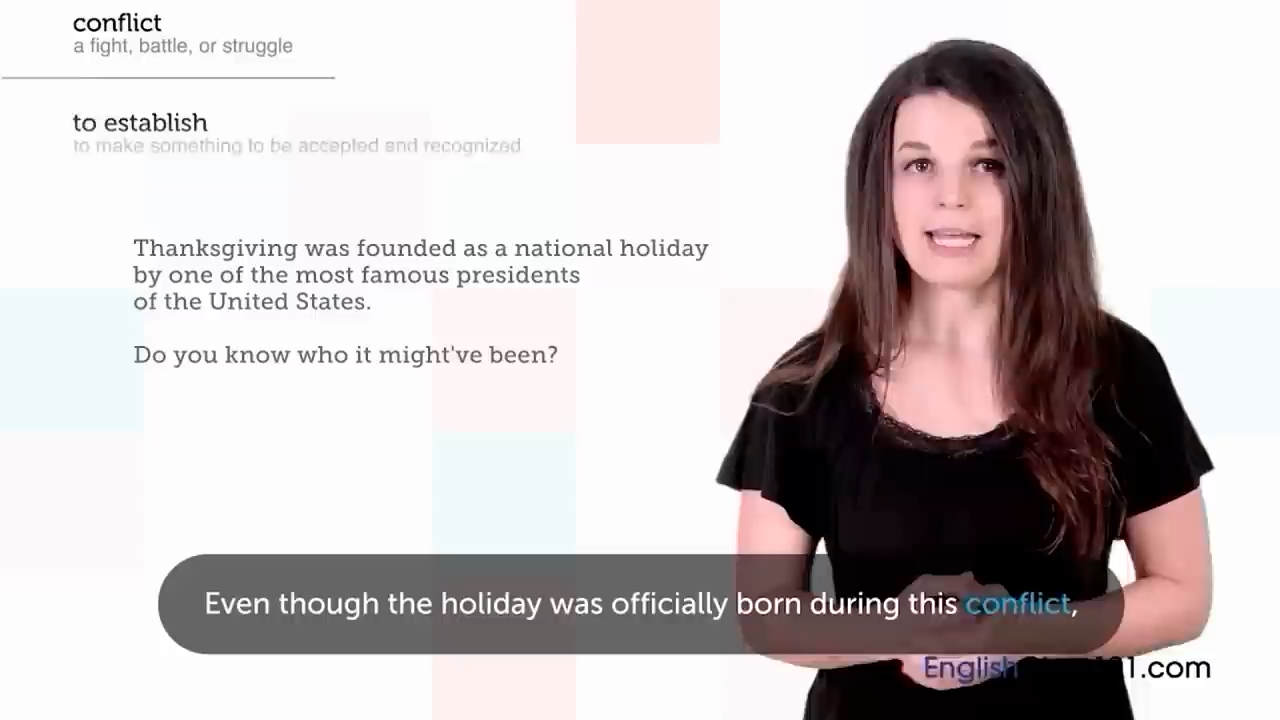 conflict
a fight, battle, or struggle
to establish
to make something to be accepted and recognized
Thanksgiving was founded as a national holiday
by one of the most famous presidents
of the United States.
Do you know who it might've been?
Even though the holiday was officially born during this conflict,
English 1.com